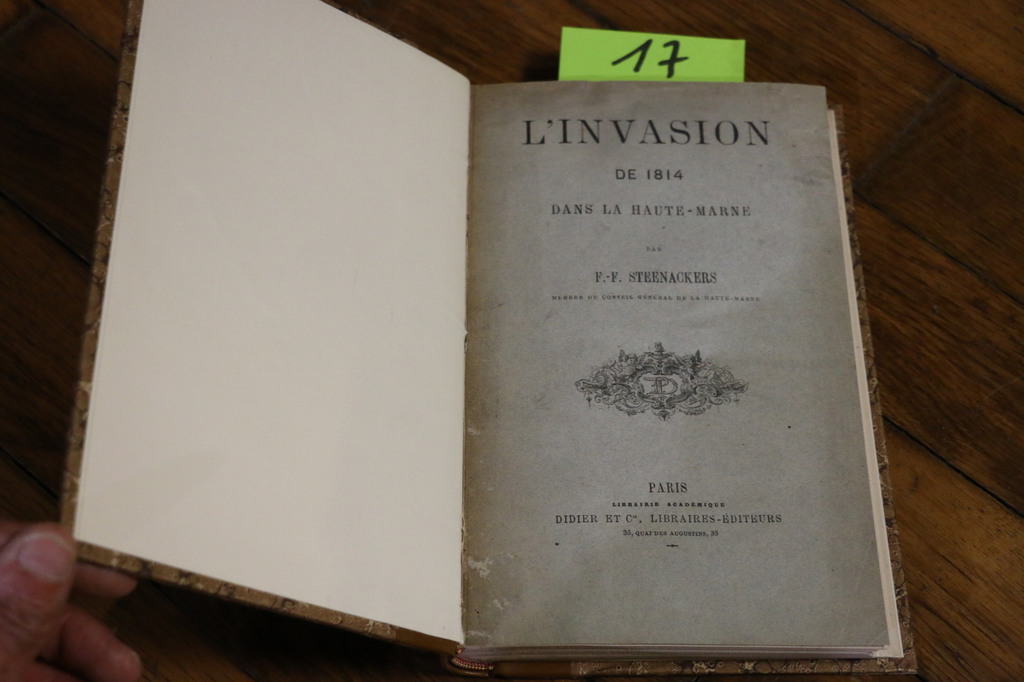 17
L'INVASION
DE 1814
DANS LA HAUTE-MARNE
PAR
F.-F. STEENACKERS
MEMBRE DU CONSEIL GÉNÉRAL DE LA HAUTE-MARNE
PARIS
LIBRAIRIE ACADÉMIQUE
DIDIER ET Cie, LIBRAIRES-ÉDITEURS
35, QUAI DES AUGUSTINS, 35